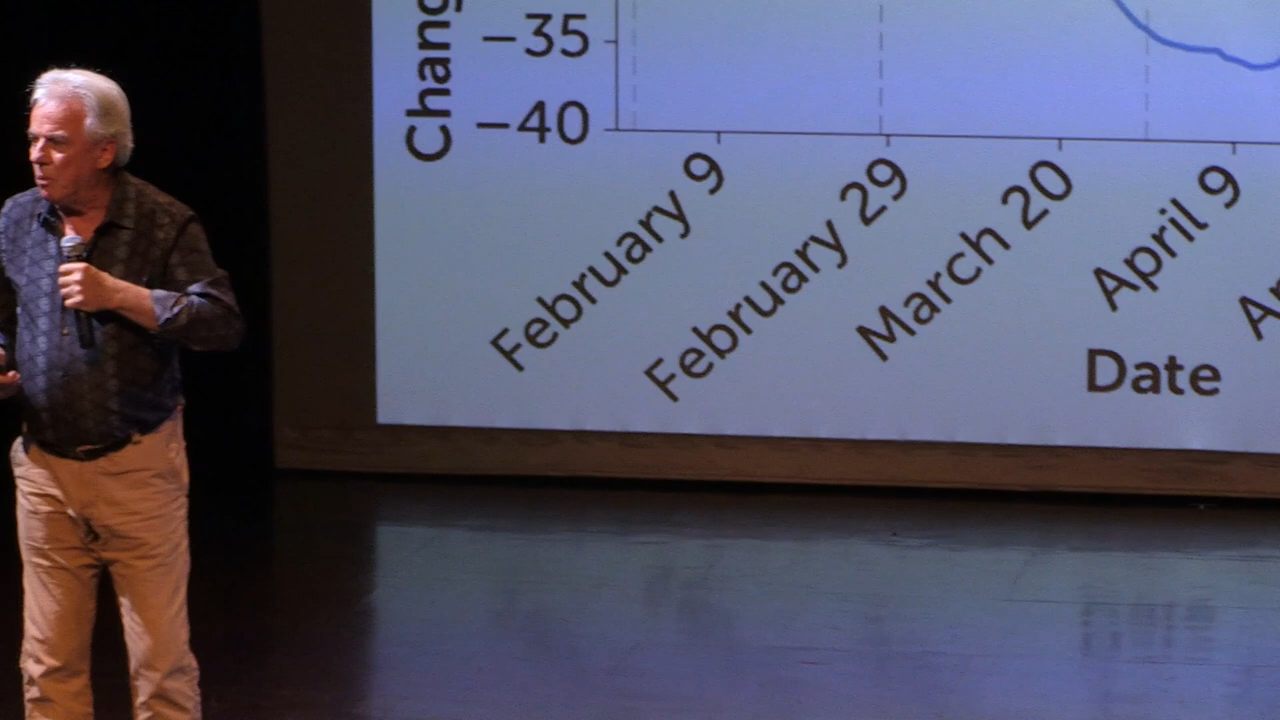 Chang
−35
−40
February 9
February 29
March 20
April 9
Date